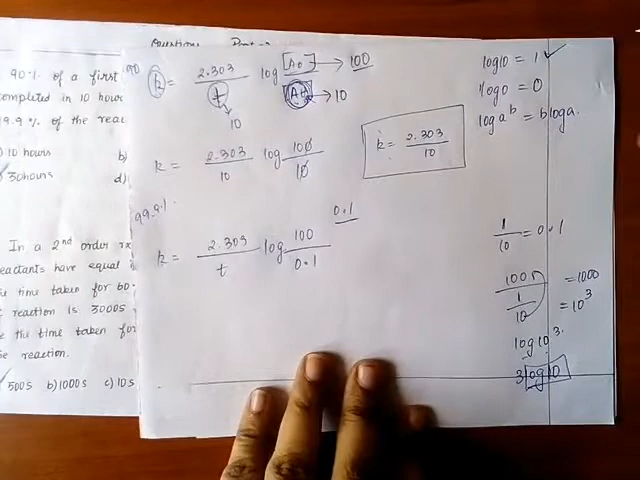 Questions
90% of a first
completed in 10 hours
99.9% of the reac
10 hours b)
30hours d)
In a 2nd order rx
reactants have equal
time taken for 60
reaction is 3000s
the time taken for
reaction.
500s b)1000s c)10s
90
k = 2.303/t log [A0]/[At] → 100
→ 10
10
k = 2.303/10 log 100/10
k = 2.303/10
99.9%
0.1
k = 2.303/t log 100/0.1
log10 = 1 ✓
log0 = 0
log a^b = b log a.
1/10 = 0.1
100/(1/10) = 1000
= 10^3
log 10^3.
3 log 10